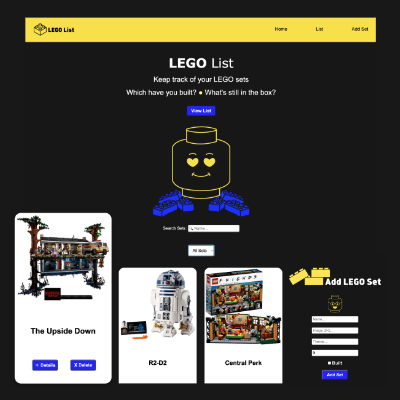 LEGO List
Home
List
Add Set
LEGO List
Keep track of your LEGO sets
Which have you built? ● What's still in the box?
View List
Search Sets
Name...
All Sets
The Upside Down
+ Details
X Delete
R2-D2
FRIENDS
Central Perk
Add LEGO Set
Name...
Image URL...
Theme...
Built
Add Set